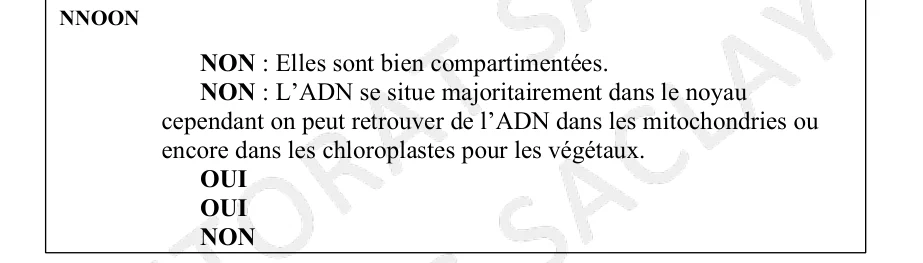 NNOON
NON : Elles sont bien compartimentées.
NON : L’ADN se situe majoritairement dans le noyau
cependant on peut retrouver de l’ADN dans les mitochondries ou
encore dans les chloroplastes pour les végétaux.
OUI
OUI
NON